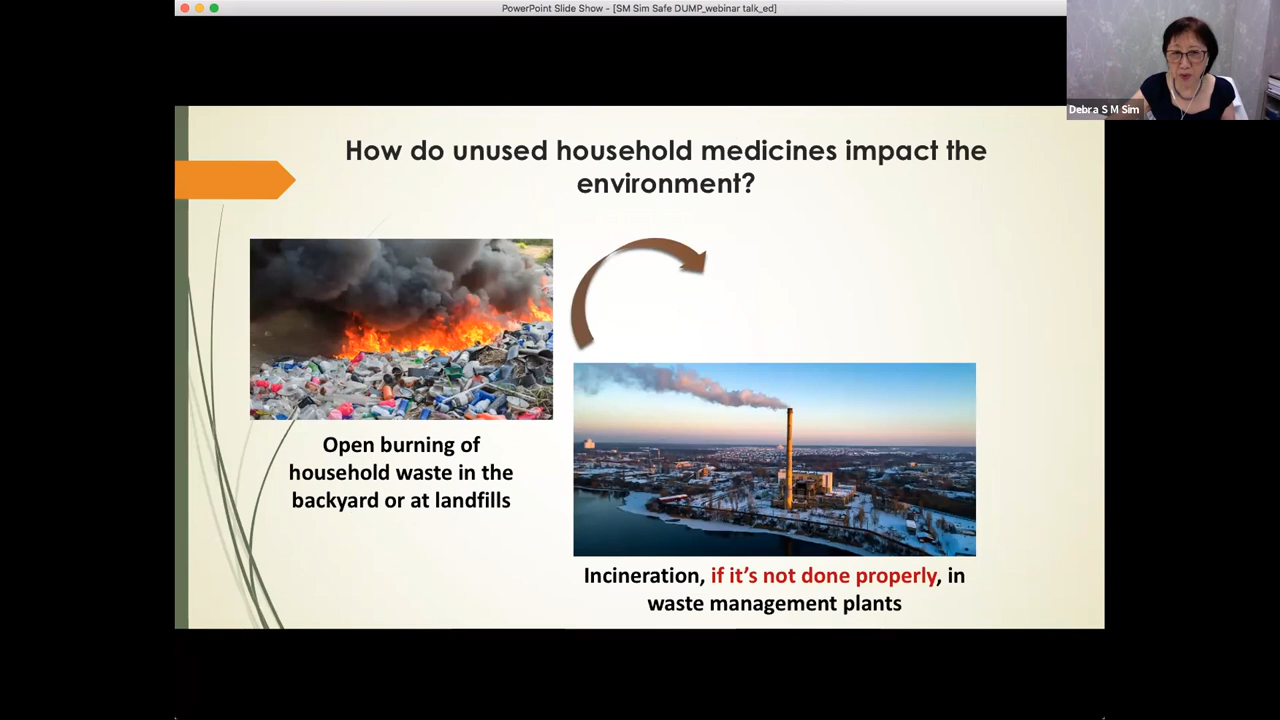 PowerPoint Slide Show - [SM Sim Safe DUMP_webinar talk_ed]
Debra S M Sim
How do unused household medicines impact the
environment?
Open burning of
household waste in the
backyard or at landfills
Incineration, if it's not done properly, in
waste management plants